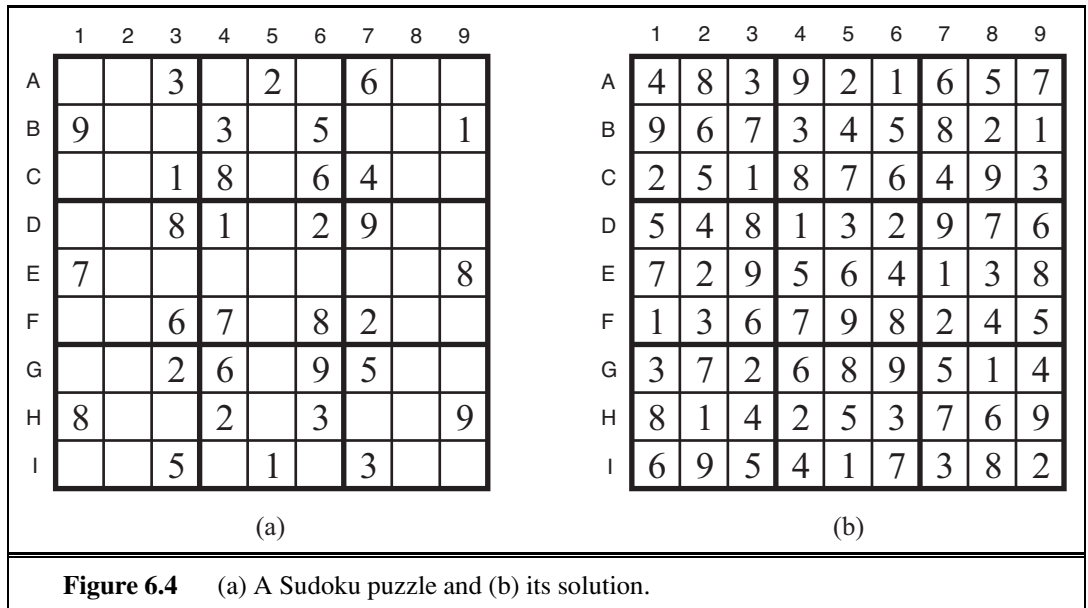 1 2 3 4 5 6 7 8 9
A 3 2 6
B 9 3 5 1
C 1 8 6 4
D 8 1 2 9
E 7 8
F 6 7 8 2
G 2 6 9 5
H 8 2 3 9
I 5 1 3
(a)
1 2 3 4 5 6 7 8 9
A 4 8 3 9 2 1 6 5 7
B 9 6 7 3 4 5 8 2 1
C 2 5 1 8 7 6 4 9 3
D 5 4 8 1 3 2 9 7 6
E 7 2 9 5 6 4 1 3 8
F 1 3 6 7 9 8 2 4 5
G 3 7 2 6 8 9 5 1 4
H 8 1 4 2 5 3 7 6 9
I 6 9 5 4 1 7 3 8 2
(b)
Figure 6.4 (a) A Sudoku puzzle and (b) its solution.